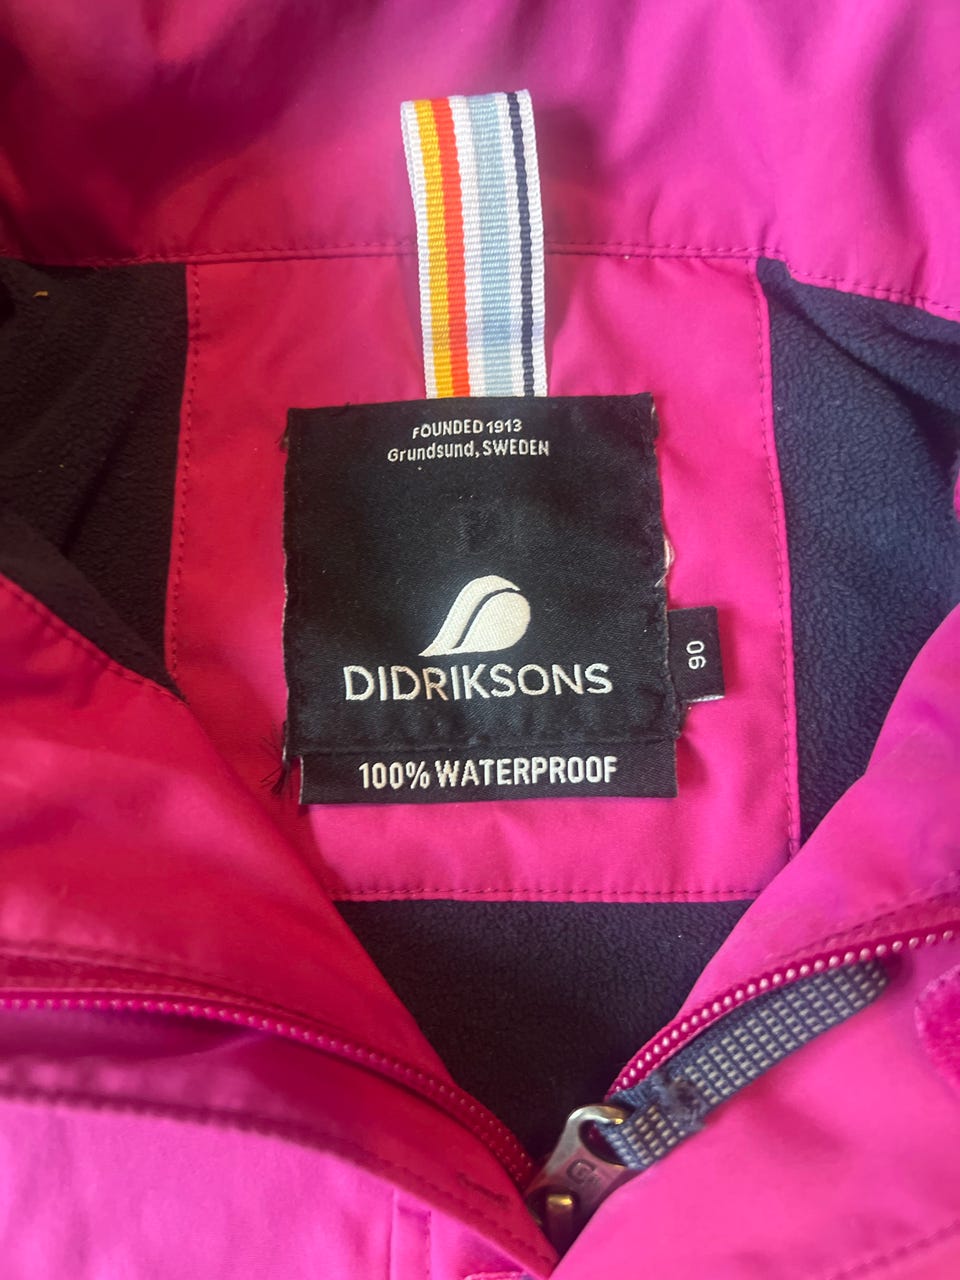 FOUNDED 1913
Grundsund, SWEDEN
DIDRIKSONS
90
100% WATERPROOF